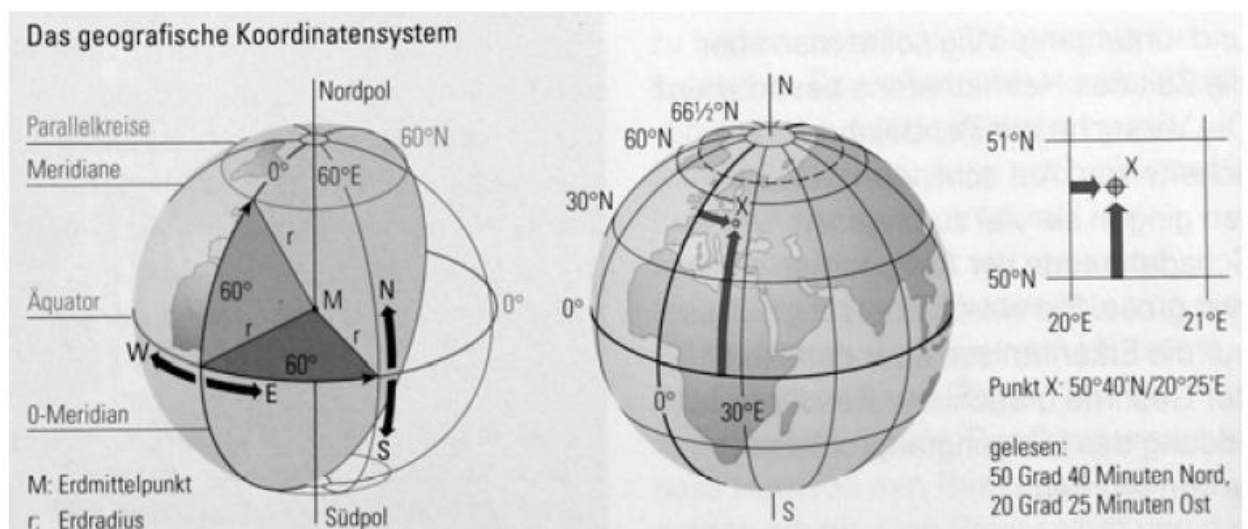 Das geografische Koordinatensystem
Nordpol
Parallelkreise
Meridiane
Äquator
0-Meridian
60°N
0°
60°E
r
60°
M
r
r
60°
N
0°
W
E
S
M: Erdmittelpunkt
r: Erdradius
Südpol
N
66½°N
60°N
30°N
X
0°
0°
30°E
S
51°N
X
50°N
20°E
21°E
Punkt X: 50°40'N/20°25'E
gelesen:
50 Grad 40 Minuten Nord,
20 Grad 25 Minuten Ost